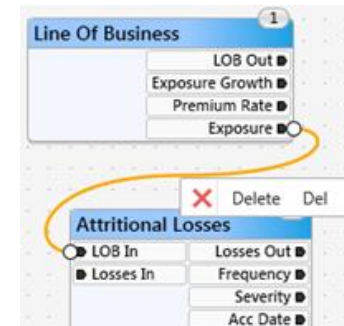 1
Line Of Business
LOB Out
Exposure Growth
Premium Rate
Exposure
Delete Del
Attritional Losses
LOB In Losses Out
Losses In Frequency
Severity
Acc Date